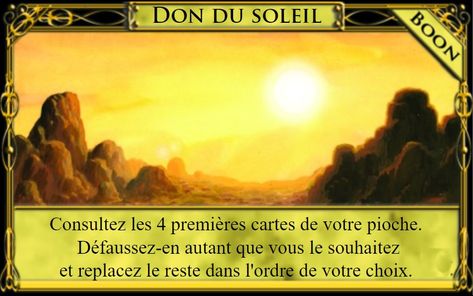 DON DU SOLEIL
BOON
Consultez les 4 premières cartes de votre pioche.
Défaussez-en autant que vous le souhaitez
et replacez le reste dans l'ordre de votre choix.